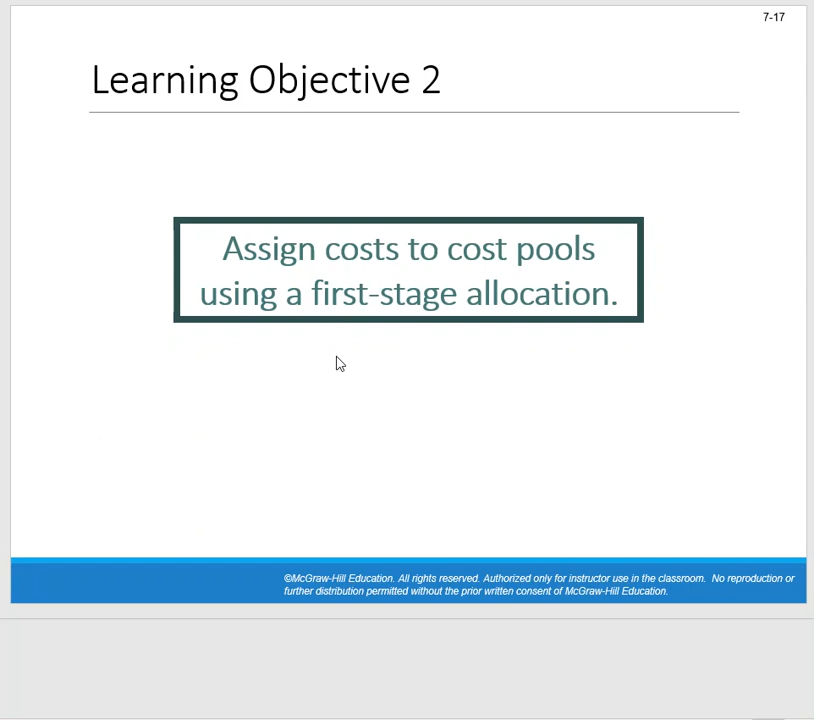 7-17
Learning Objective 2
Assign costs to cost pools
using a first-stage allocation.
©McGraw-Hill Education. All rights reserved. Authorized only for instructor use in the classroom.  No reproduction or
further distribution permitted without the prior written consent of McGraw-Hill Education.